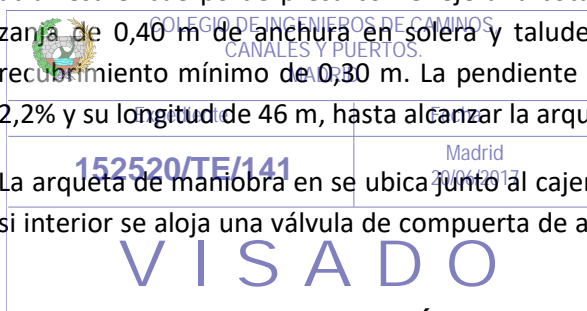 COLEGIO DE INGENIEROS DE CAMINOS,
zanja de 0,40 m de anchura en solera y talude
CANALES Y PUERTOS.
recubrimiento mínimo de 0,30 m. La pendiente
MADRID
2,2% y su longitud de 46 m, hasta alcanzar la arqu
Expediente
Fecha
152520/TE/141
Madrid
20/06/2017
La arqueta de maniobra en se ubica junto al cajer
si interior se aloja una válvula de compuerta de a
VISADO